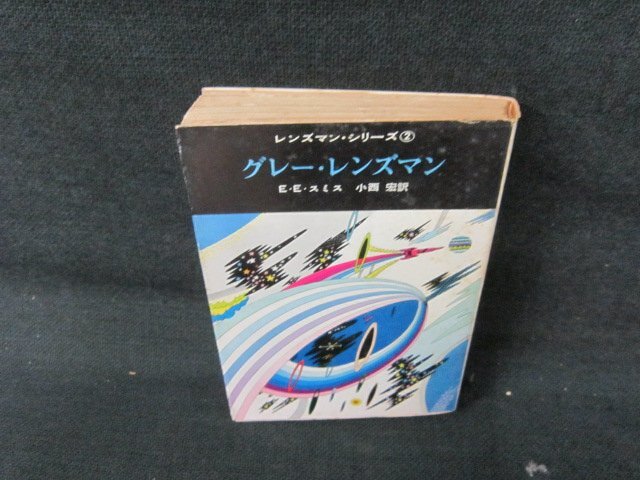 レンズマン・シリーズ②
グレー・レンズマン
E・E・スミス 小西 宏訳